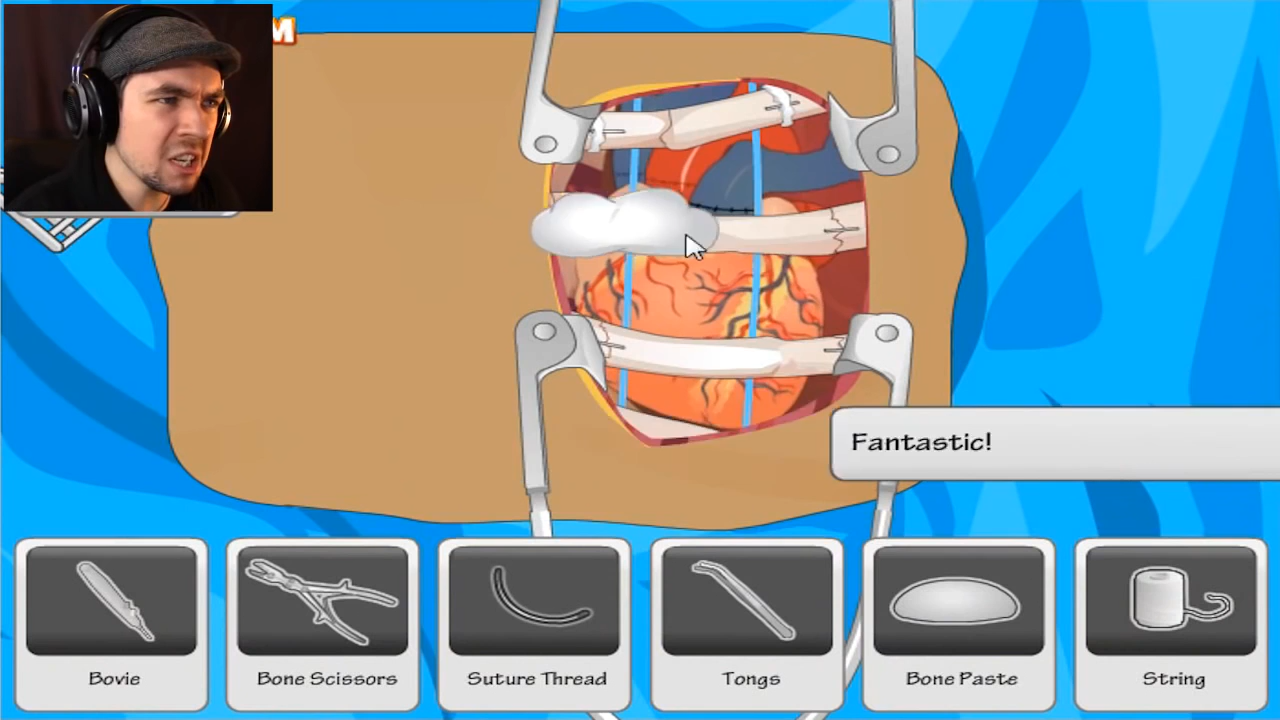 M
Fantastic!
Bovie
Bone Scissors
Suture Thread
Tongs
Bone Paste
String